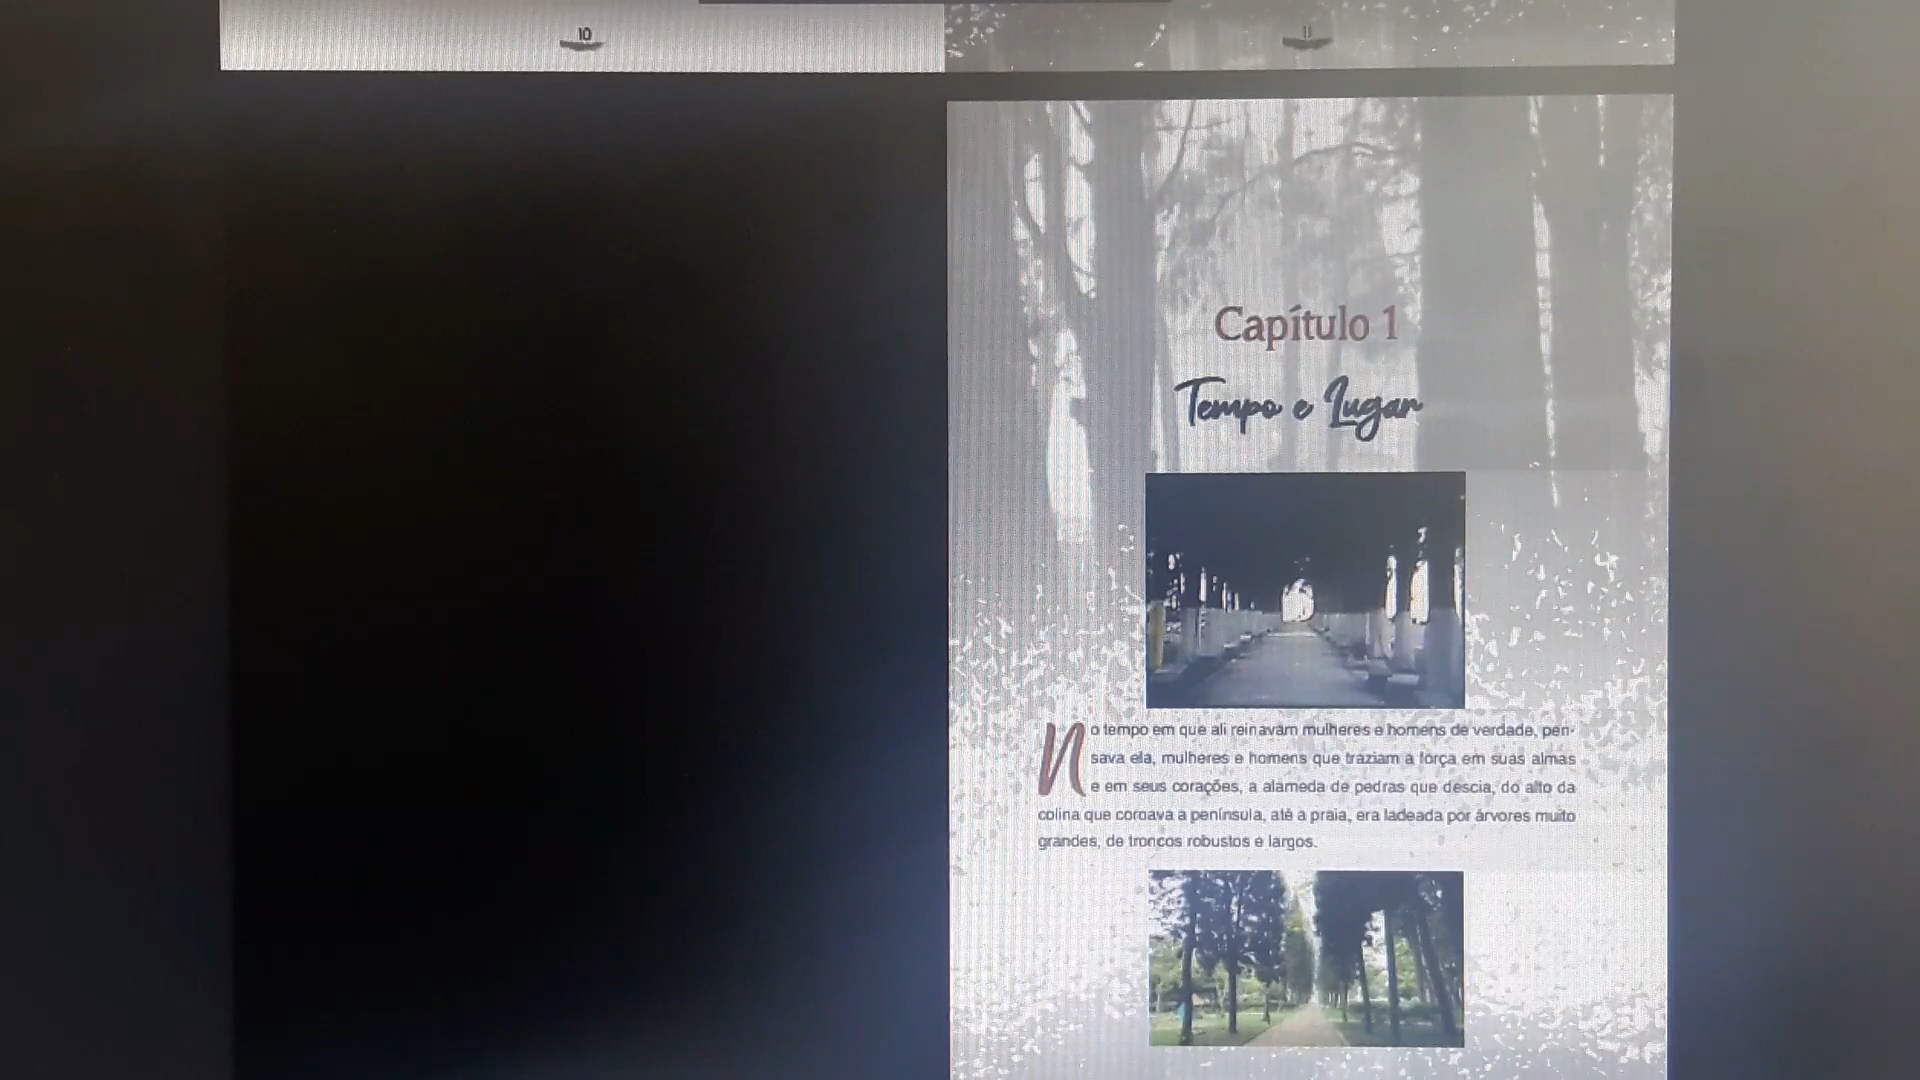 10
11
Capítulo 1
Tempo e Lugar
No tempo em que ali reinavam mulheres e homens de verdade, pen-
sava ela, mulheres e homens que traziam a força em suas almas
e em seus corações, a alameda de pedras que descia, do alto da
colina que coroava a península, até a praia, era ladeada por árvores muito
grandes, de troncos robustos e largos.